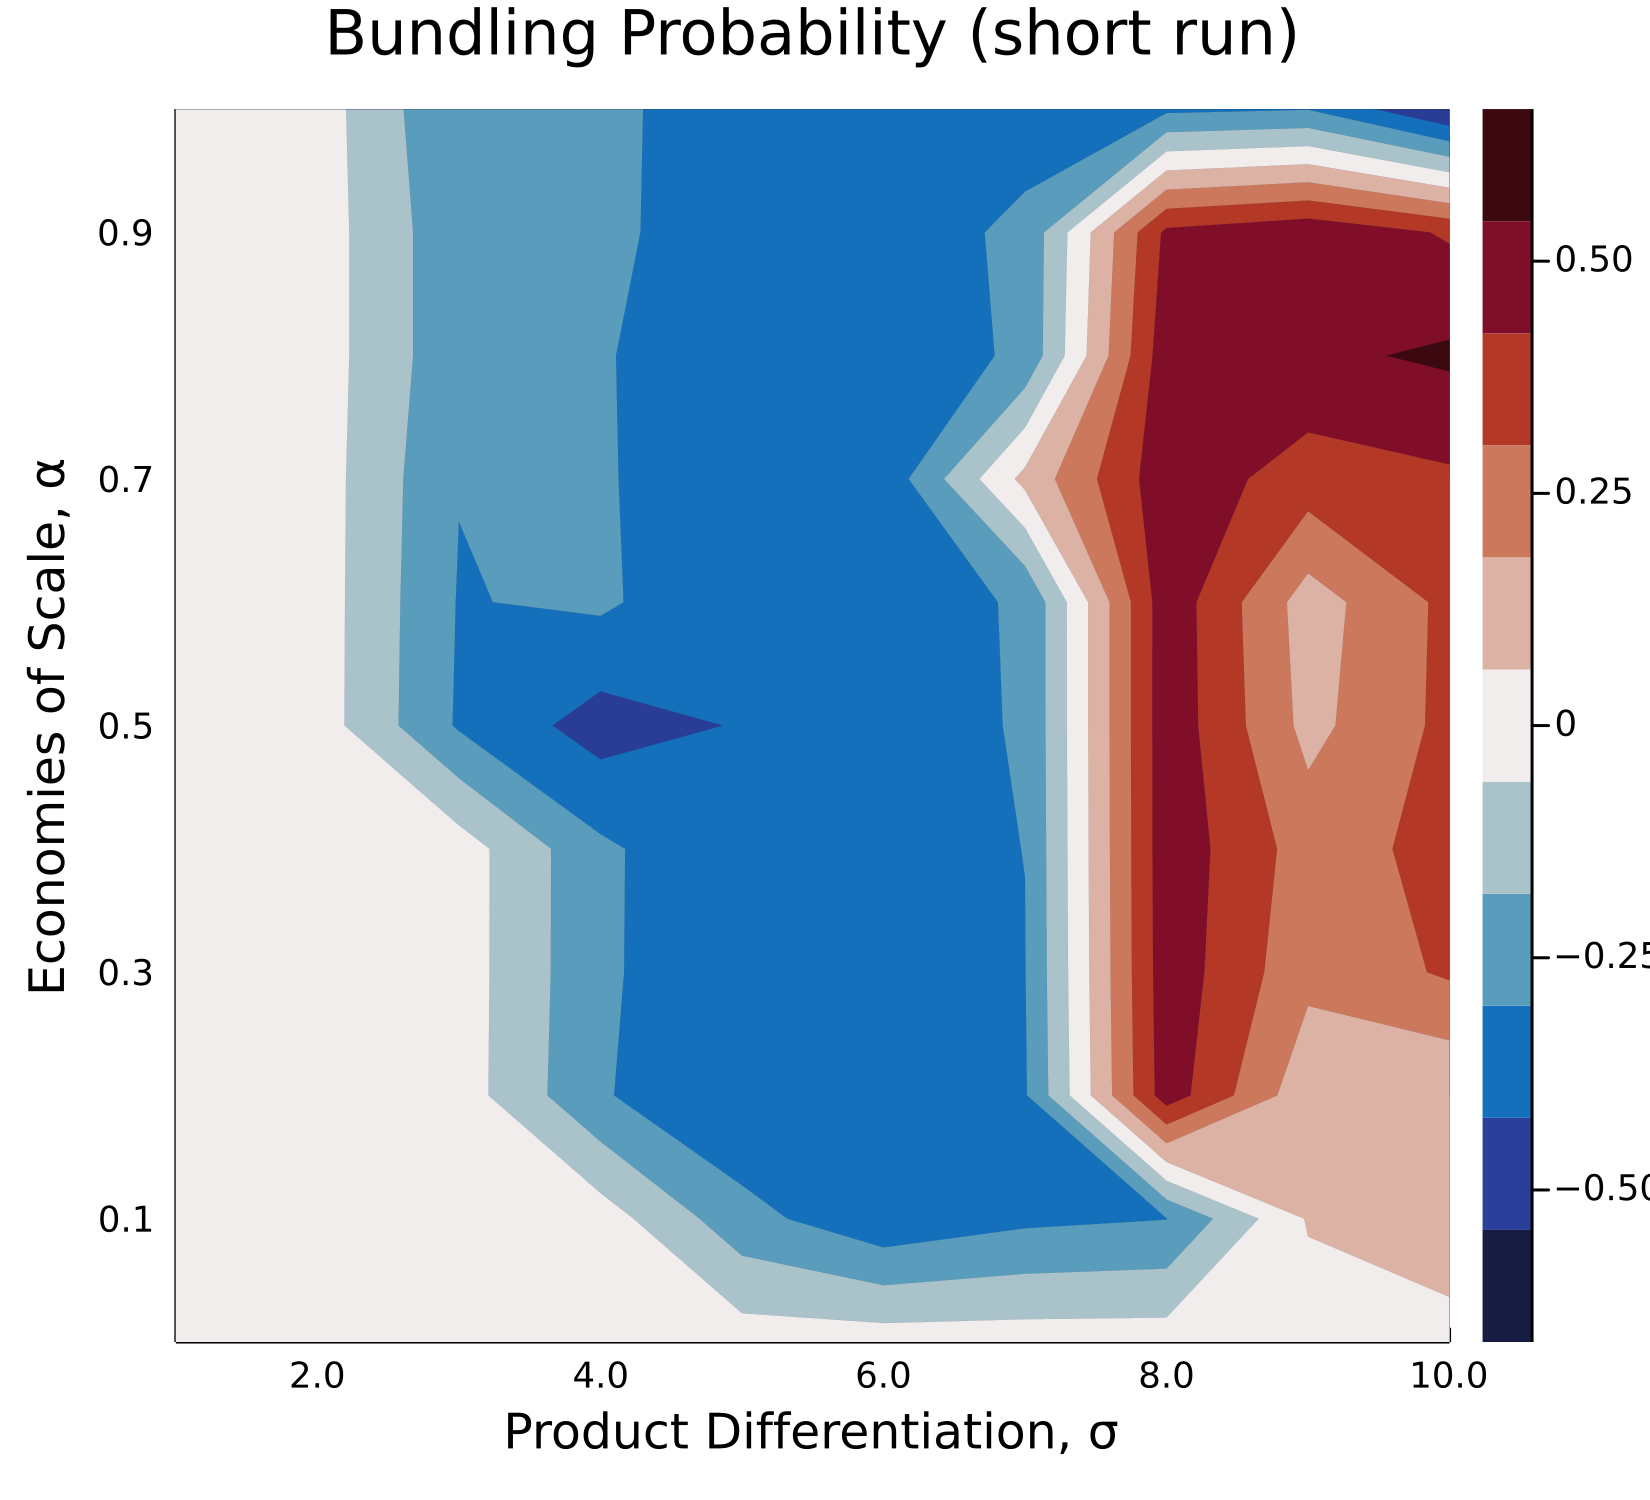 Bundling Probability (short run)
Economies of Scale, α
0.9
0.7
0.5
0.3
0.1
2.0 4.0 6.0 8.0 10.0
Product Differentiation, σ
0.50
0.25
0
−0.25
−0.50